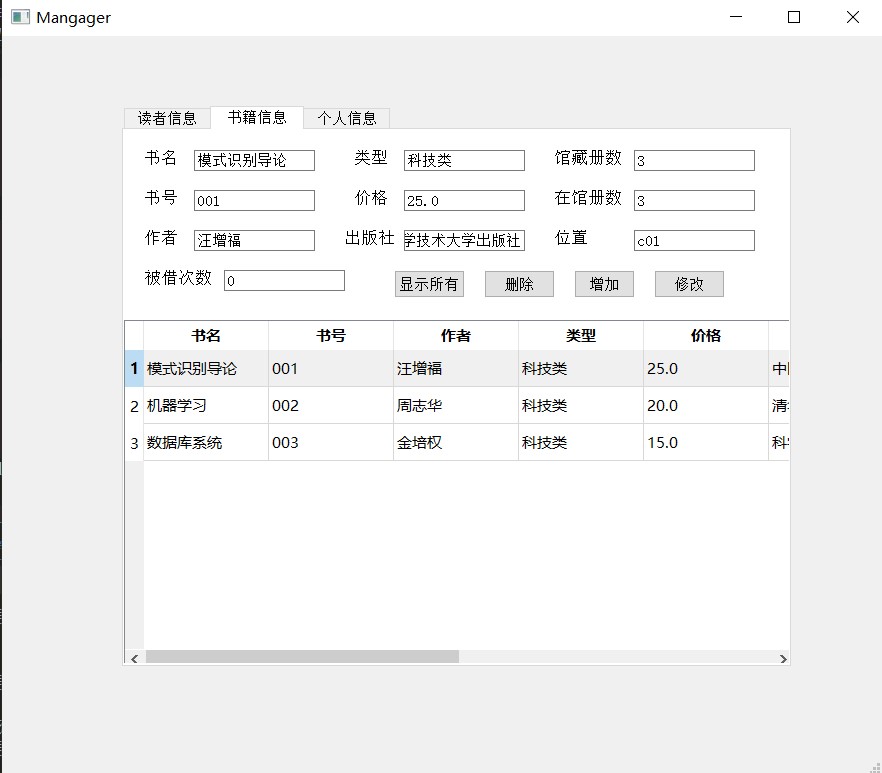 Mangager
读者信息 书籍信息 个人信息
书名 模式识别导论 类型 科技类 馆藏册数 3
书号 001 价格 25.0 在馆册数 3
作者 汪增福 出版社 学技术大学出版社 位置 c01
被借次数 0 显示所有 删除 增加 修改
书名 书号 作者 类型 价格
1 模式识别导论 001 汪增福 科技类 25.0
2 机器学习 002 周志华 科技类 20.0
3 数据库系统 003 金培权 科技类 15.0